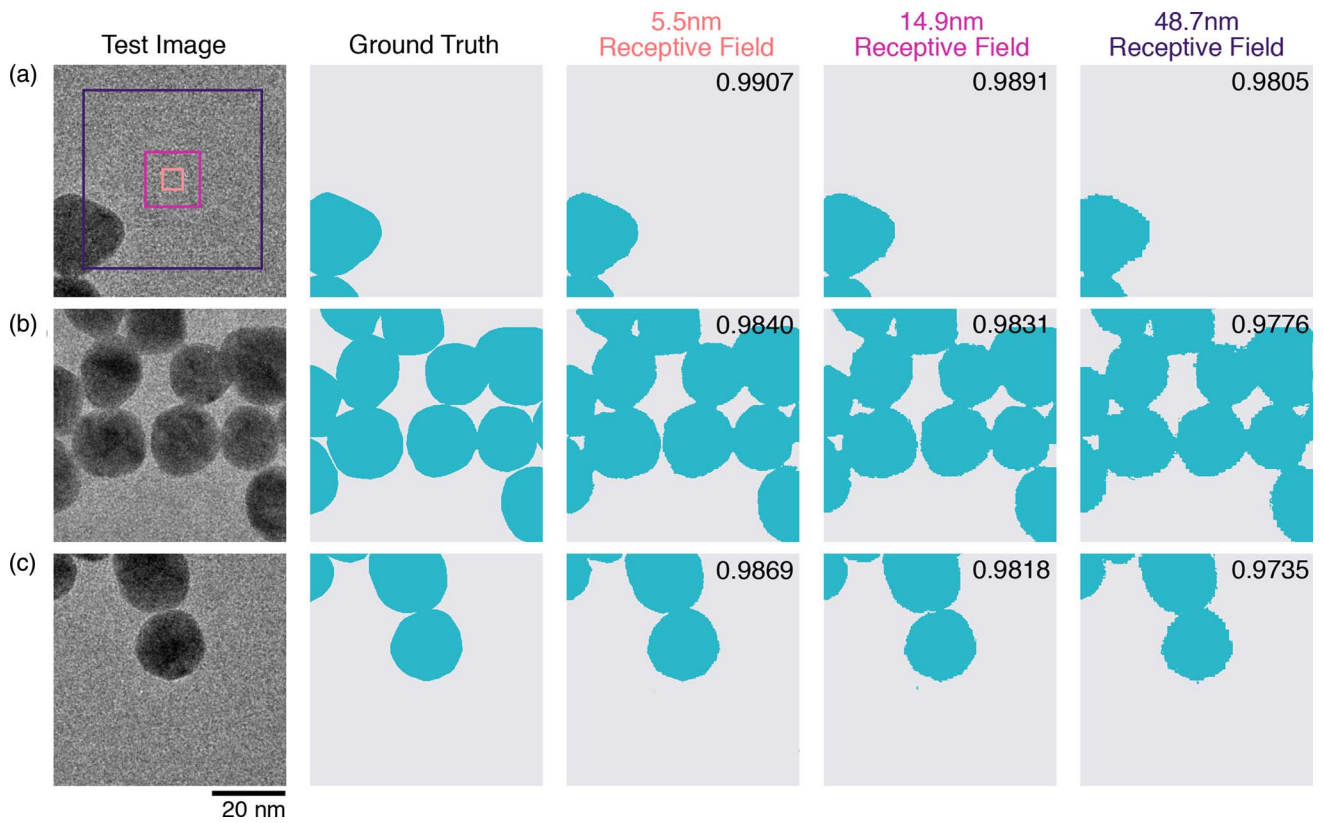 Test Image
Ground Truth
5.5nm
Receptive Field
14.9nm
Receptive Field
48.7nm
Receptive Field
(a)
0.9907
0.9891
0.9805
(b)
0.9840
0.9831
0.9776
(c)
0.9869
0.9818
0.9735
20 nm